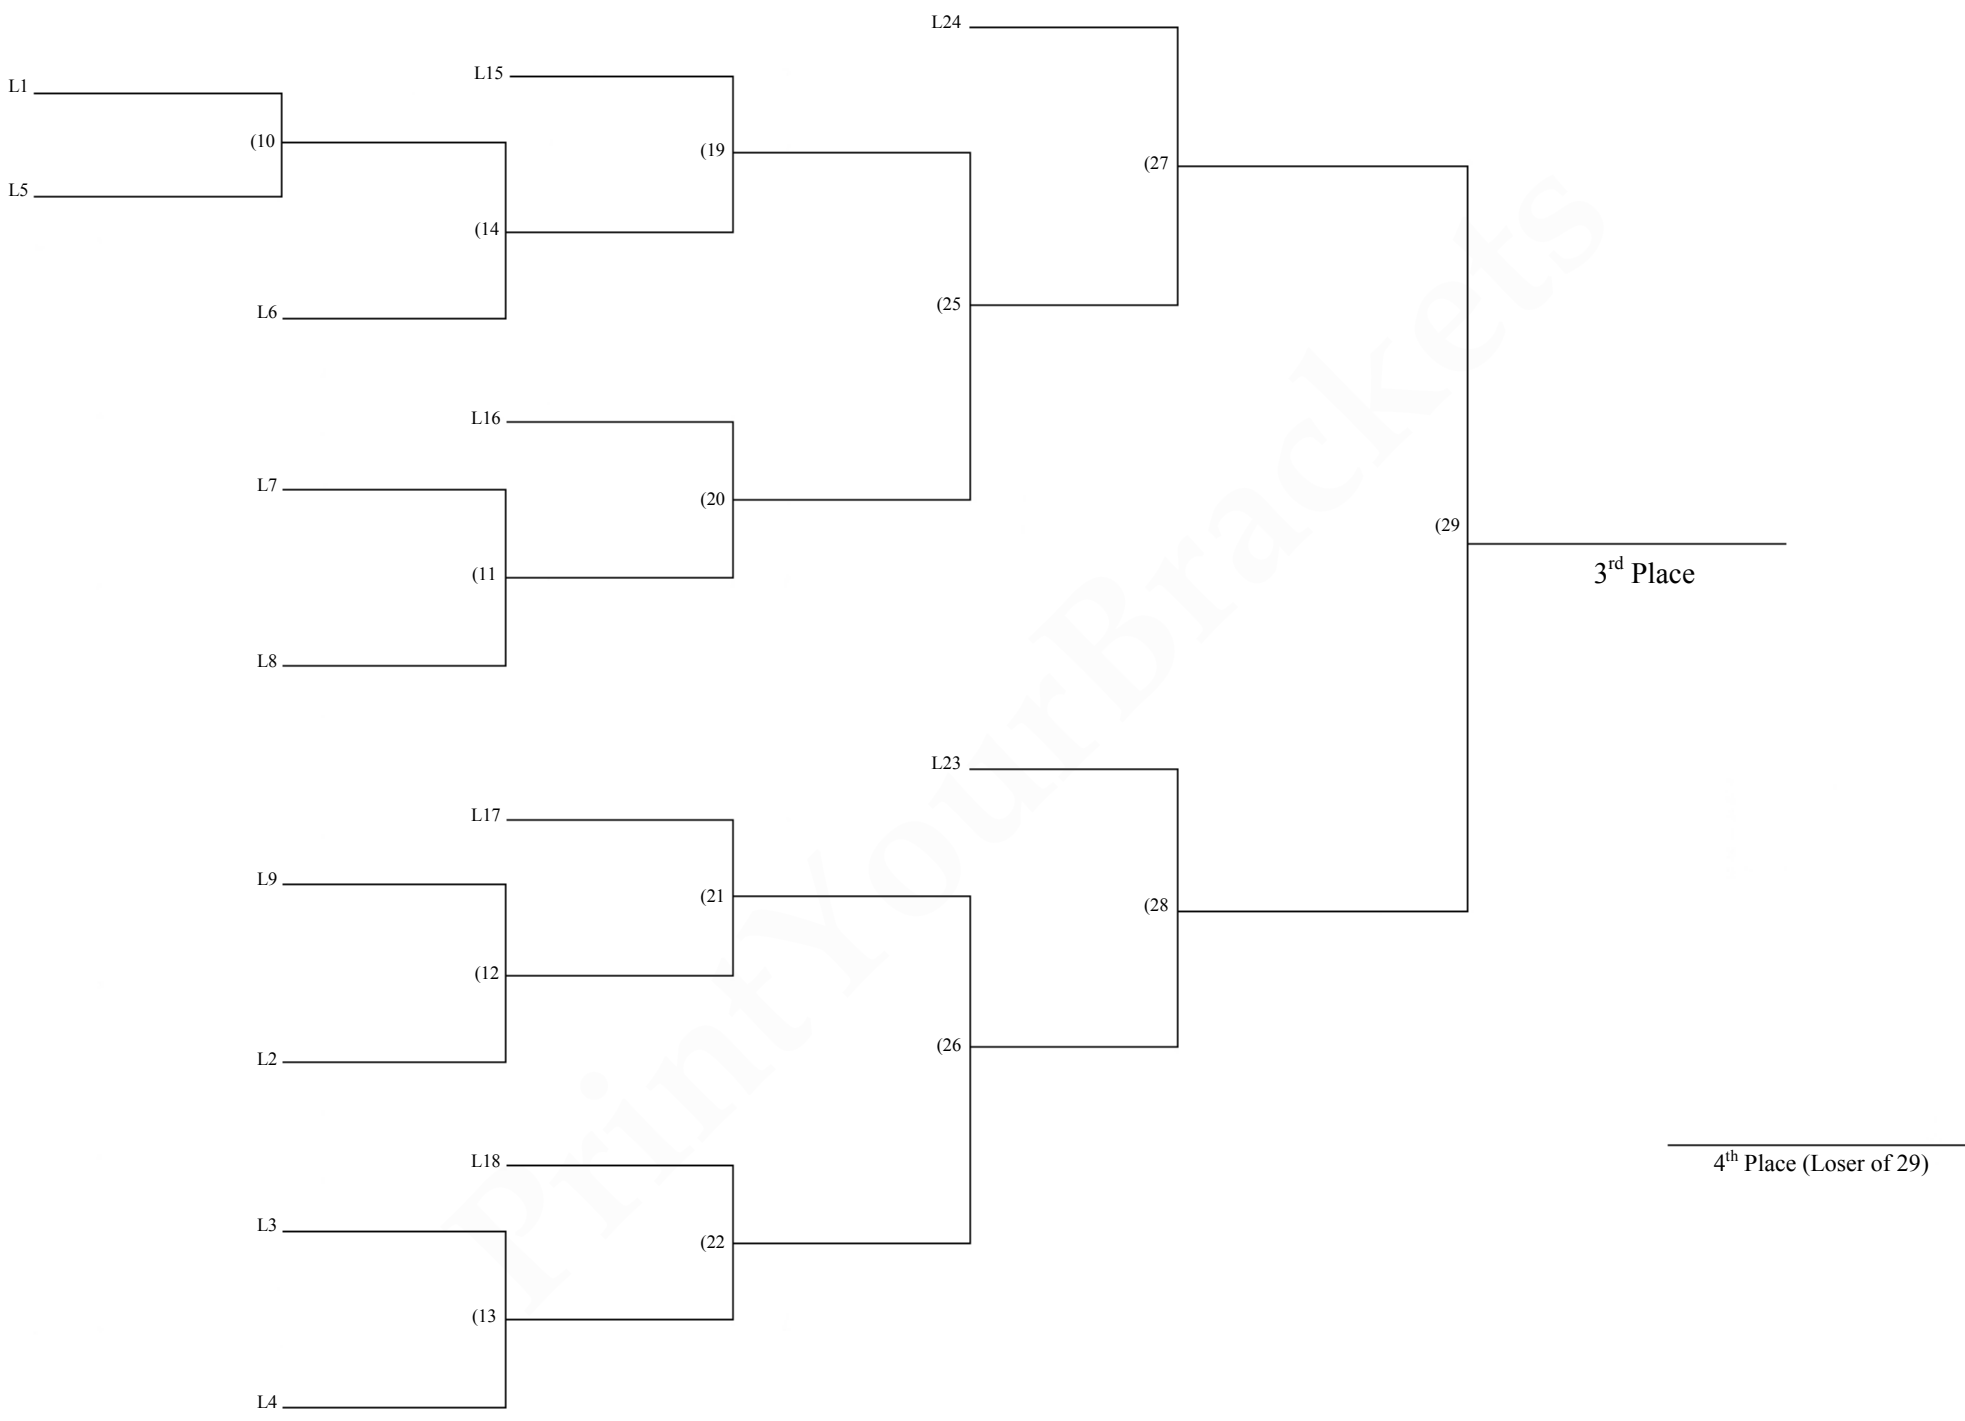 L24
L15
L1
(10
(19
(27
L5
(14
L6
(25
L16
L7
(20
(29
3rd Place
(11
L8
L23
L17
L9
(21
(28
(12
(26
L2
L18
4th Place (Loser of 29)
L3
(22
(13
L4
PrintYourBrackets